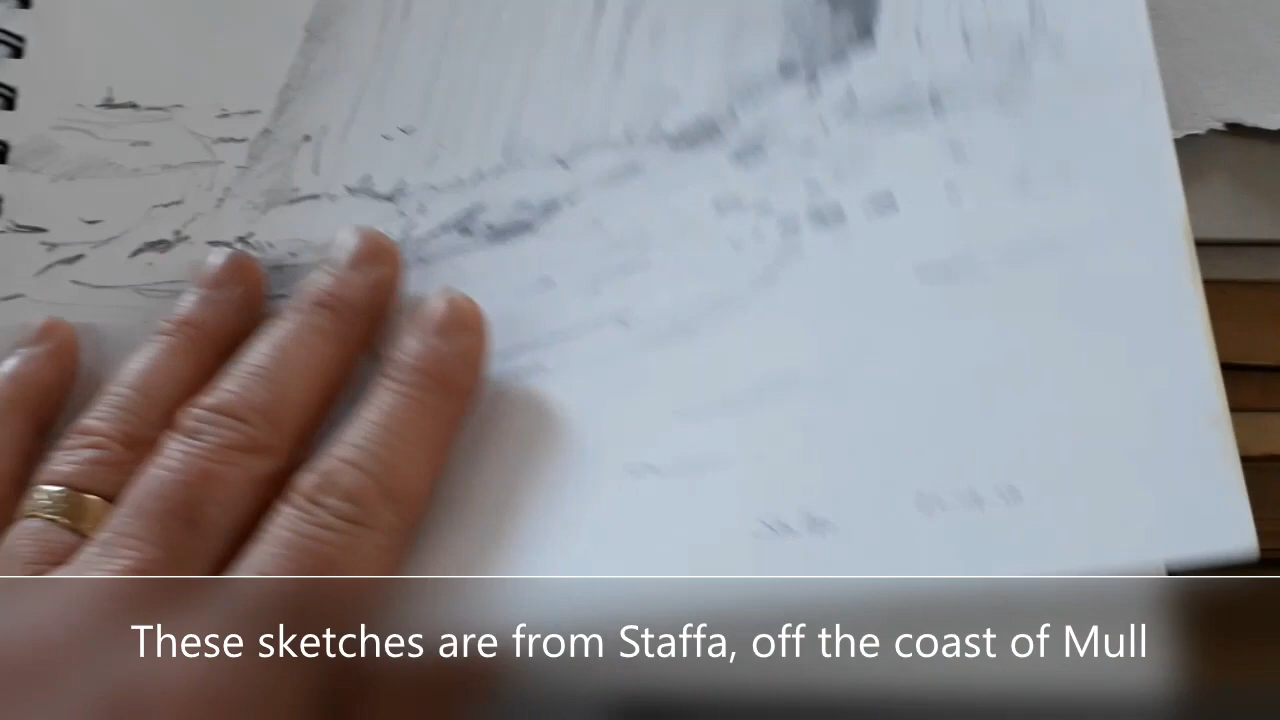 These sketches are from Staffa, off the coast of Mull